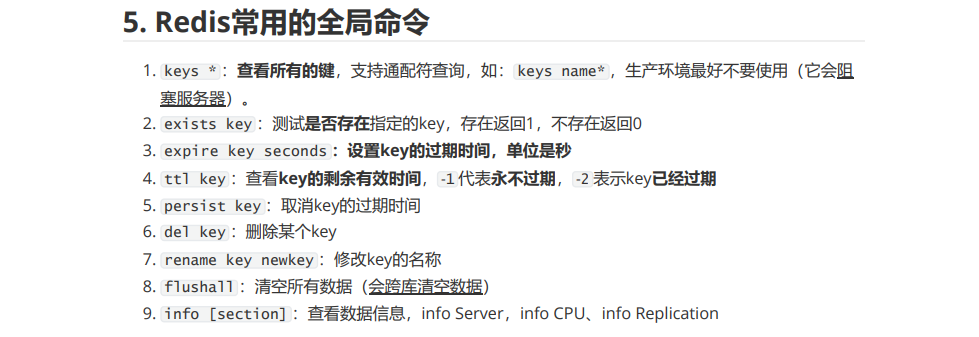 5. Redis常用的全局命令
1. keys *：查看所有的键，支持通配符查询，如：keys name*，生产环境最好不要使用（它会阻
塞服务器）。
2. exists key：测试是否存在指定的key，存在返回1，不存在返回0
3. expire key seconds：设置key的过期时间，单位是秒
4. ttl key：查看key的剩余有效时间，-1代表永不过期，-2表示key已经过期
5. persist key：取消key的过期时间
6. del key：删除某个key
7. rename key newkey：修改key的名称
8. flushall：清空所有数据（会跨库清空数据）
9. info [section]：查看数据信息，info Server，info CPU、info Replication